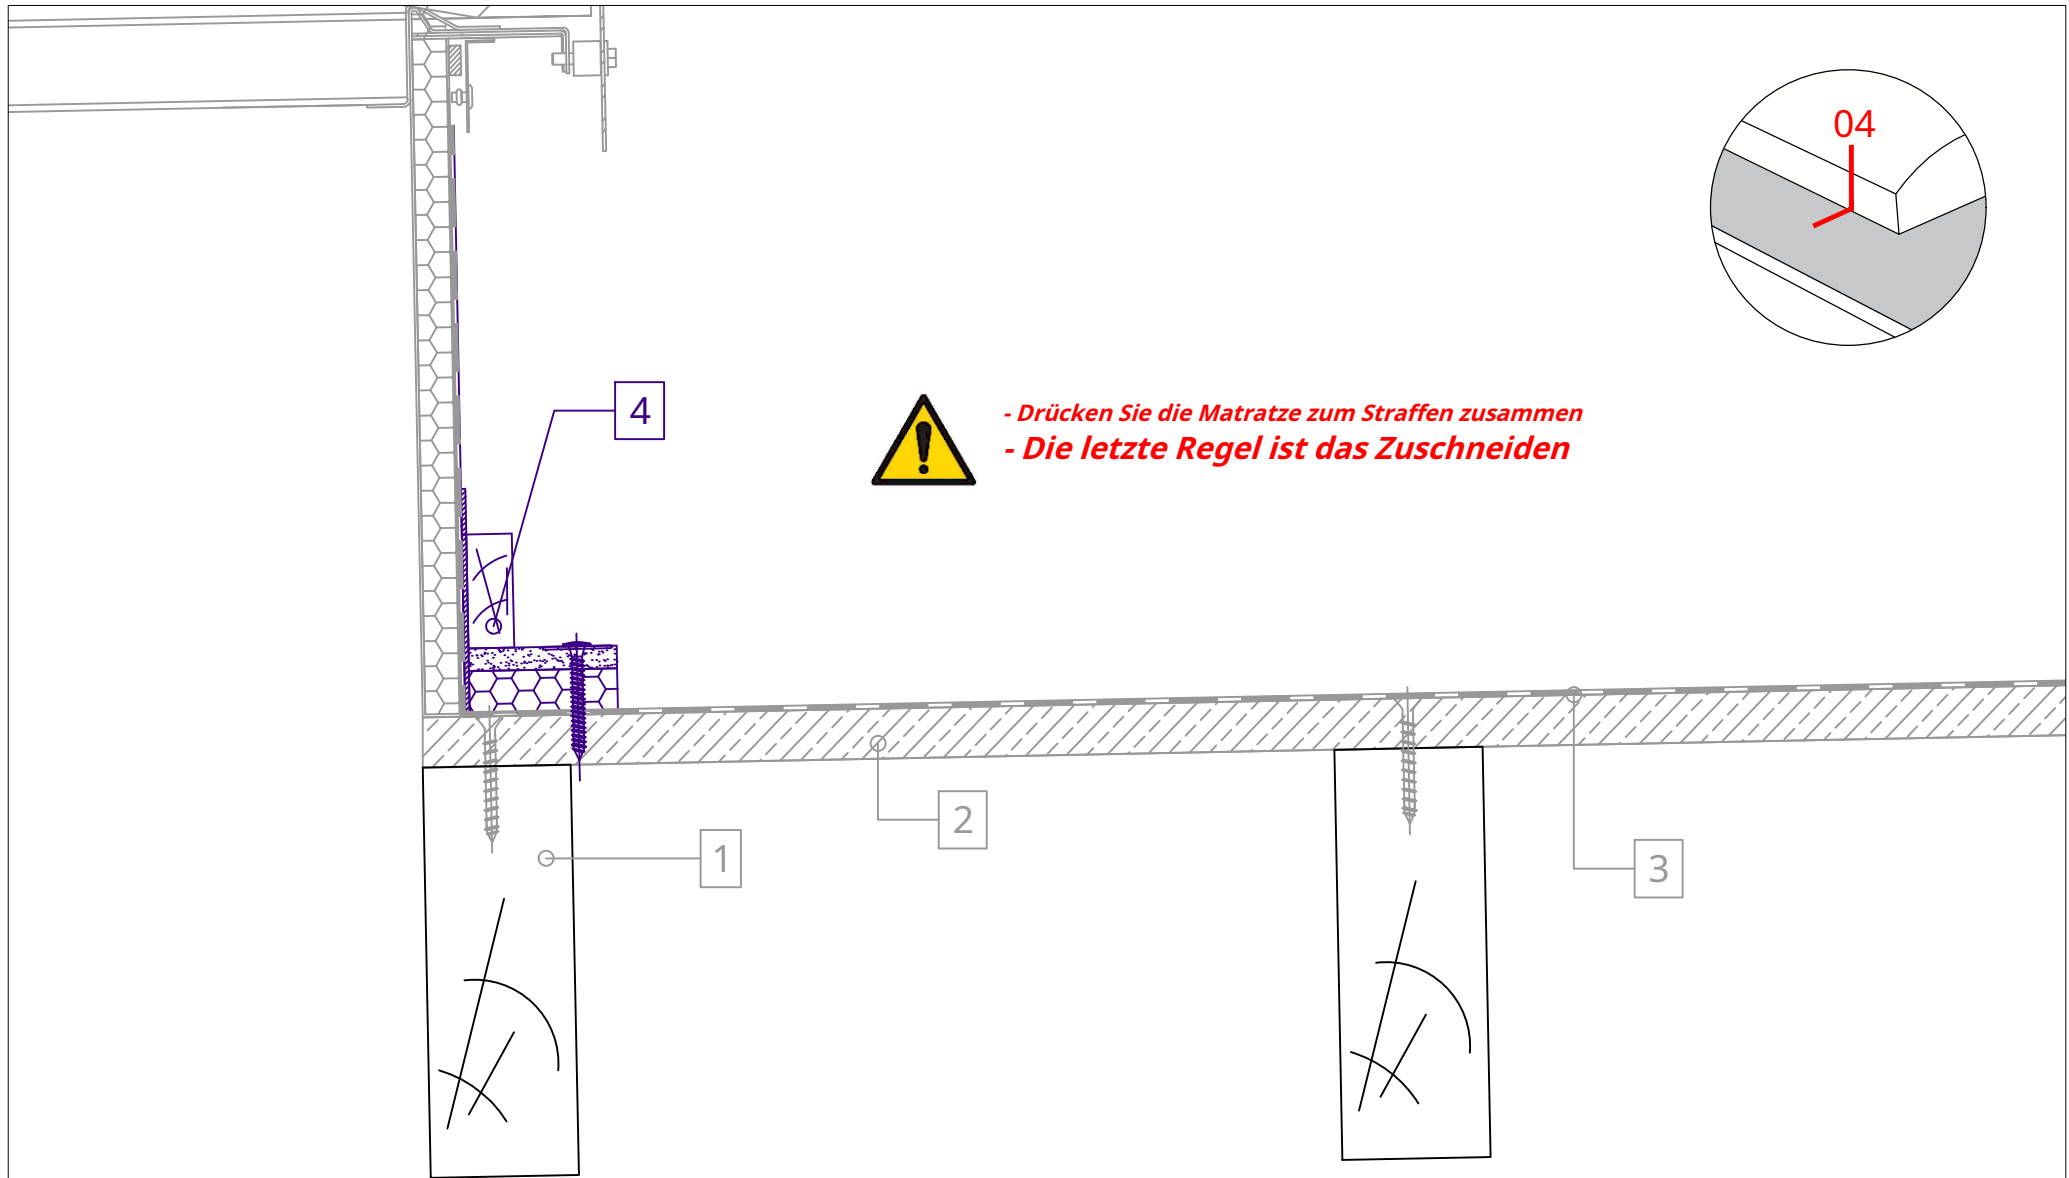 04
4
- Drücken Sie die Matratze zum Straffen zusammen
- Die letzte Regel ist das Zuschneiden
2
1
3